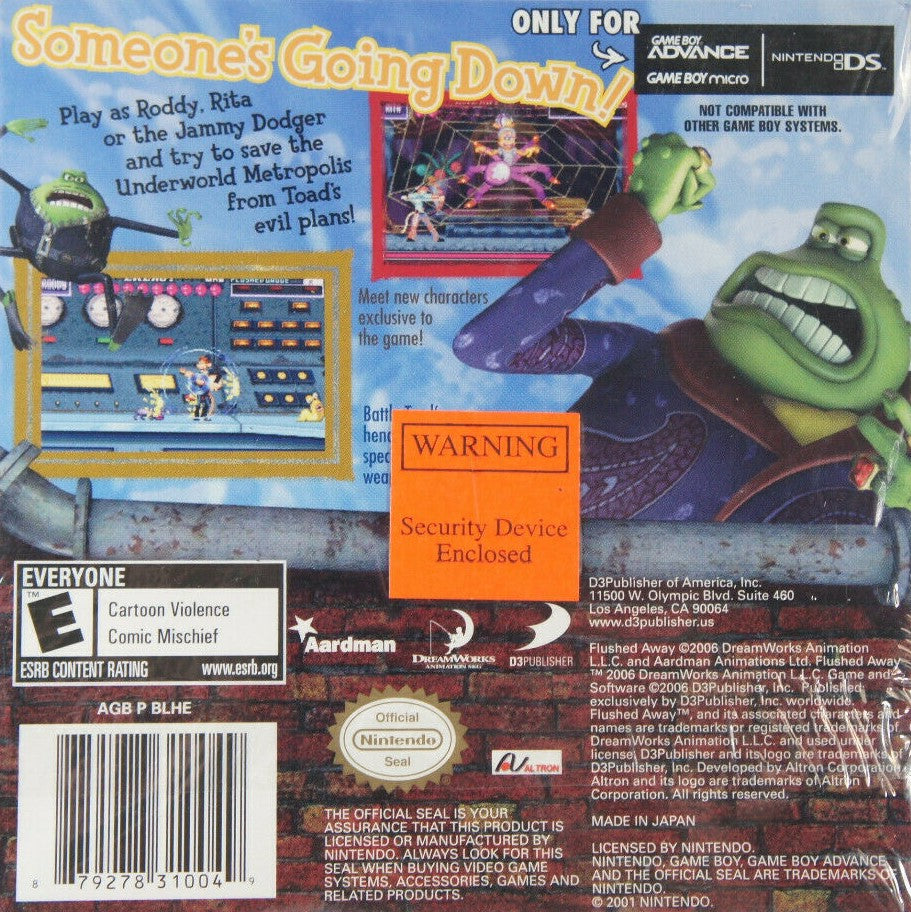 Someone's Going Down!
ONLY FOR
GAME BOY
ADVANCE
GAME BOY micro
NINTENDO DS™
NOT COMPATIBLE WITH
OTHER GAME BOY SYSTEMS.
Play as Roddy, Rita
or the Jammy Dodger
and try to save the
Underworld Metropolis
from Toad's
evil plans!
Meet new characters
exclusive to
the game!
WARNING
Security Device
Enclosed
EVERYONE
E
™
Cartoon Violence
Comic Mischief
ESRB CONTENT RATING www.esrb.org
Aardman
DREAMWORKS
ANIMATION SKG
D3PUBLISHER
D3Publisher of America, Inc.
11500 W. Olympic Blvd. Suite 460
Los Angeles, CA 90064
www.d3publisher.us
Flushed Away ©2006 DreamWorks Animation
L.L.C. and Aardman Animations Ltd. Flushed Away
™ 2006 DreamWorks Animation L.L.C. Game and
Software ©2006 D3Publisher, Inc. Published
exclusively by D3Publisher, Inc. worldwide.
Flushed Away™, and its associated characters and
names are trademarks or registered trademarks
DreamWorks Animation L.L.C. and used under
license. D3Publisher and its logo are trademarks
D3Publisher, Inc. Developed by Altron Corporation
Altron and its logo are trademarks of Altron
Corporation. All rights reserved.
AGB P BLHE
8 79278 31004 9
Official
Nintendo
Seal
ALTRON
THE OFFICIAL SEAL IS YOUR
ASSURANCE THAT THIS PRODUCT IS
LICENSED OR MANUFACTURED BY
NINTENDO. ALWAYS LOOK FOR THIS
SEAL WHEN BUYING VIDEO GAME
SYSTEMS, ACCESSORIES, GAMES AND
RELATED PRODUCTS.
MADE IN JAPAN
LICENSED BY NINTENDO.
NINTENDO, GAME BOY, GAME BOY ADVANCE
AND THE OFFICIAL SEAL ARE TRADEMARKS OF
NINTENDO.
© 2001 NINTENDO.